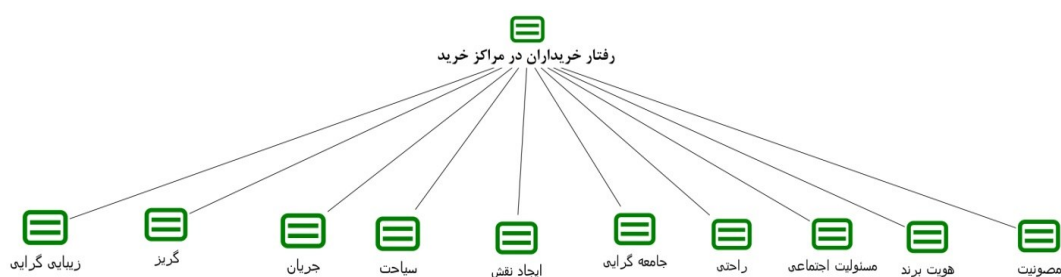 رفتار خریداران در مراکز خرید
مصونیت
هویت برند
مسئولیت اجتماعی
راحتی
جامعه گرایی
ایجاد نقش
سیاحت
جریان
گریز
زیبایی گرایی